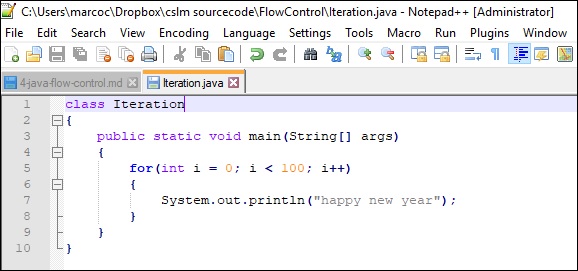 C:\Users\marcoc\Dropbox\cslm sourcecode\FlowControl\Iteration.java - Notepad++ [Administrator]
File Edit Search View Encoding Language Settings Macro Run Plugins Window
4-java-flow-control.md Iteration.java
1 class Iteration
2 {
3 public static void main(String[] args)
4 {
5 for(int i = 0; i < 100; i++)
6 {
7 System.out.println("happy new year");
8 }
9 }
10 }